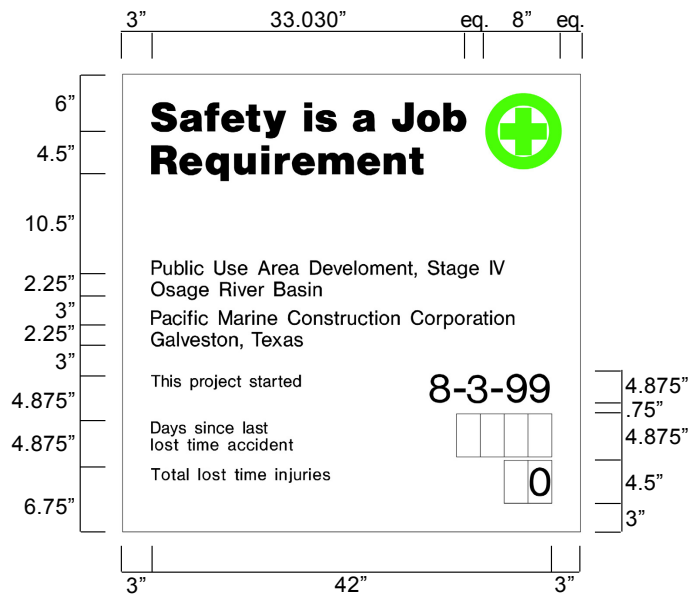 3” 33.030” eq. 8” eq.
6”
4.5”
10.5”
2.25”
3”
2.25”
3”
4.875”
4.875”
6.75”
Safety is a Job
Requirement
Public Use Area Develoment, Stage IV
Osage River Basin
Pacific Marine Construction Corporation
Galveston, Texas
This project started 8-3-99
Days since last
lost time accident
Total lost time injuries 0
4.875”
.75”
4.875”
4.5”
3”
3” 42” 3”